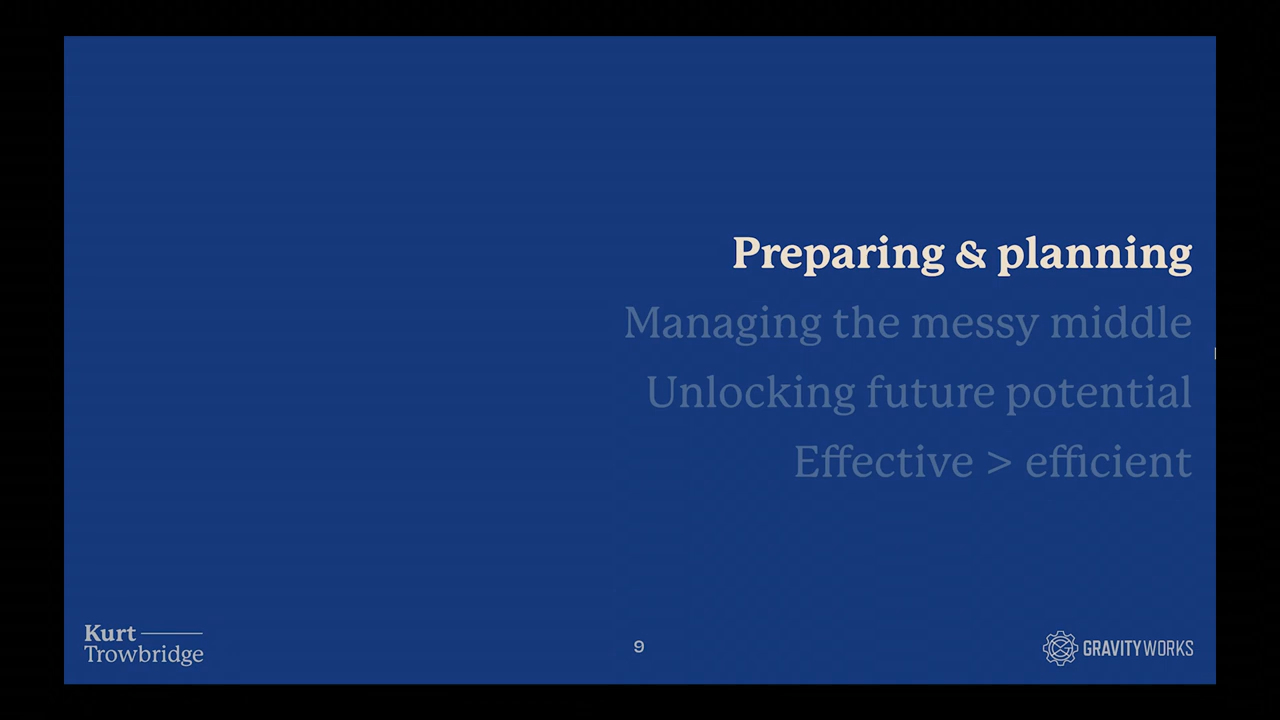 Preparing & planning
Managing the messy middle
Unlocking future potential
Effective > efficient
Kurt
Trowbridge
9
GRAVITYWORKS